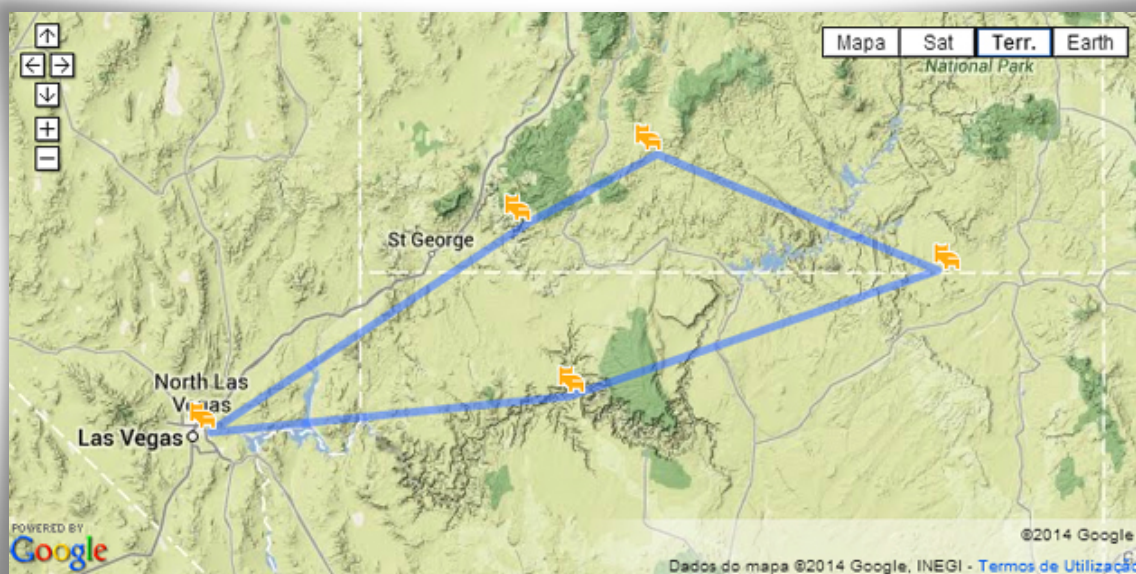 Mapa Sat Terr. Earth
National Park
St George
North Las
Vegas
Las Vegas
POWERED BY
Google
©2014 Google
Dados do mapa ©2014 Google, INEGI - Termos de Utilização